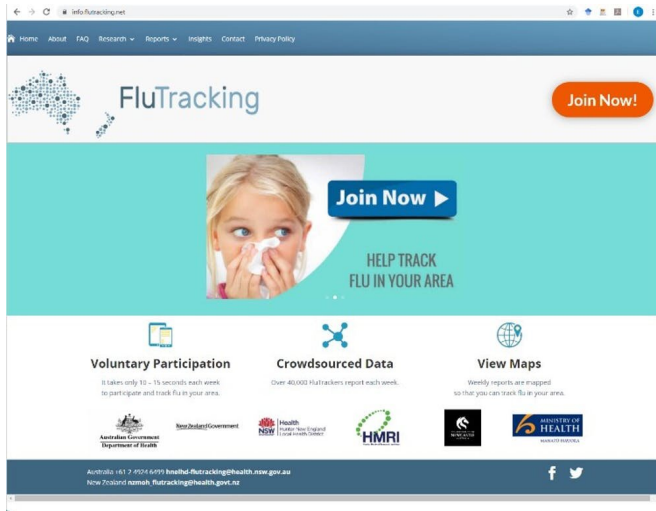 info.flutracking.net
Home About FAQ Research Reports Insights Contact Privacy Policy
FluTracking
Join Now!
Join Now
HELP TRACK
FLU IN YOUR AREA
Voluntary Participation
It takes only 10 – 15 seconds each week
to participate and track flu in your area.
Crowdsourced Data
Over 40,000 FluTrackers report each week.
View Maps
Weekly reports are mapped
so that you can track flu in your area.
Australian Government
Department of Health
New Zealand Government
NSW
Health
Hunter New England
Local Health District
HMRI
NEWCASTLE
MINISTRY OF
HEALTH
MANATŪ HAUORA
Australia +61 2 4924 6499 hnelhd-flutracking@health.nsw.gov.au
New Zealand nzmoh_flutracking@health.govt.nz